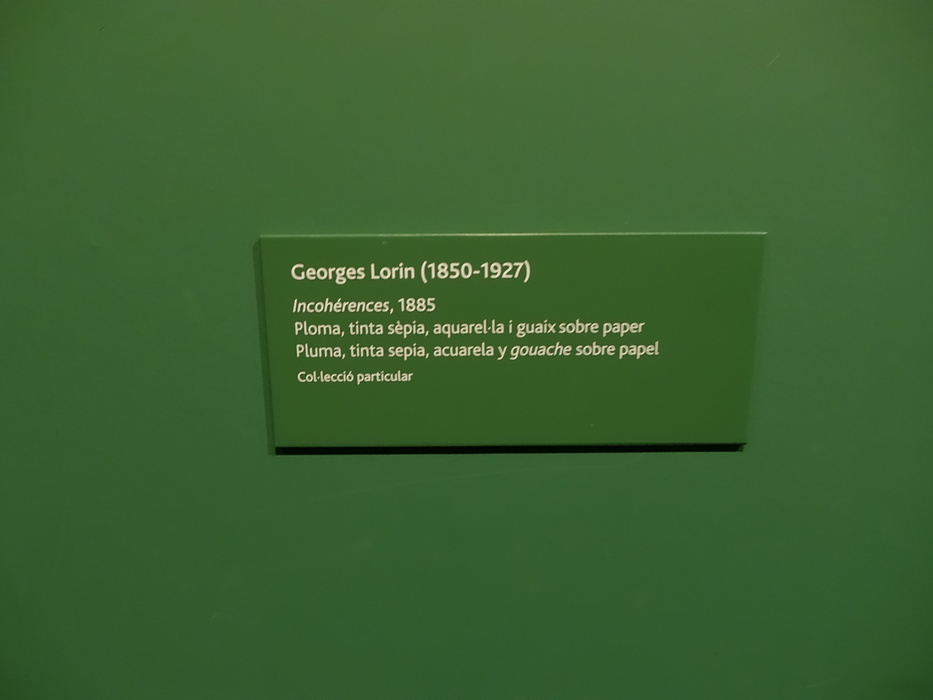 Georges Lorin (1850-1927)
Incohérences, 1885
Ploma, tinta sèpia, aquarel·la i guaix sobre paper
Pluma, tinta sepia, acuarela y gouache sobre papel
Col·lecció particular